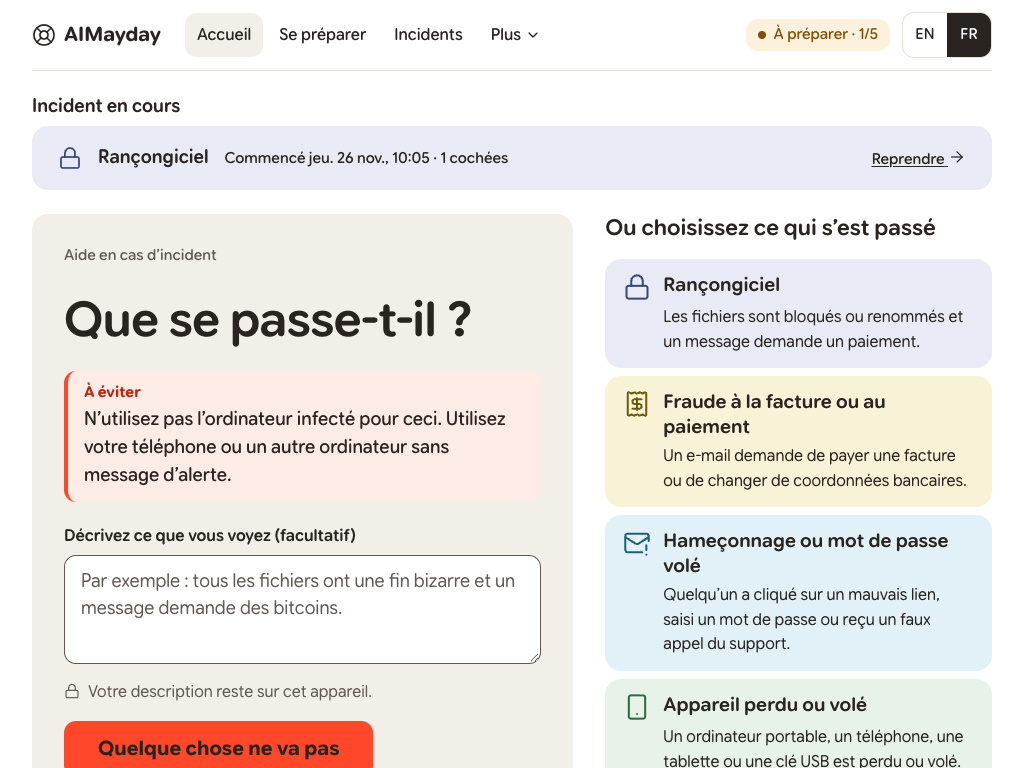 AIMayday
Accueil
Se préparer
Incidents
Plus
À préparer · 1/5
EN
FR
Incident en cours
Rançongiciel
Commencé jeu. 26 nov., 10:05 · 1 cochées
Reprendre →
Aide en cas d’incident
Que se passe-t-il ?
À éviter
N’utilisez pas l’ordinateur infecté pour ceci. Utilisez
votre téléphone ou un autre ordinateur sans
message d’alerte.
Décrivez ce que vous voyez (facultatif)
Par exemple : tous les fichiers ont une fin bizarre et un
message demande des bitcoins.
Votre description reste sur cet appareil.
Quelque chose ne va pas
Ou choisissez ce qui s’est passé
Rançongiciel
Les fichiers sont bloqués ou renommés et
un message demande un paiement.
Fraude à la facture ou au
paiement
Un e-mail demande de payer une facture
ou de changer de coordonnées bancaires.
Hameçonnage ou mot de passe
volé
Quelqu’un a cliqué sur un mauvais lien,
saisi un mot de passe ou reçu un faux
appel du support.
Appareil perdu ou volé
Un ordinateur portable, un téléphone, une
tablette ou une clé USB est perdu ou volé.